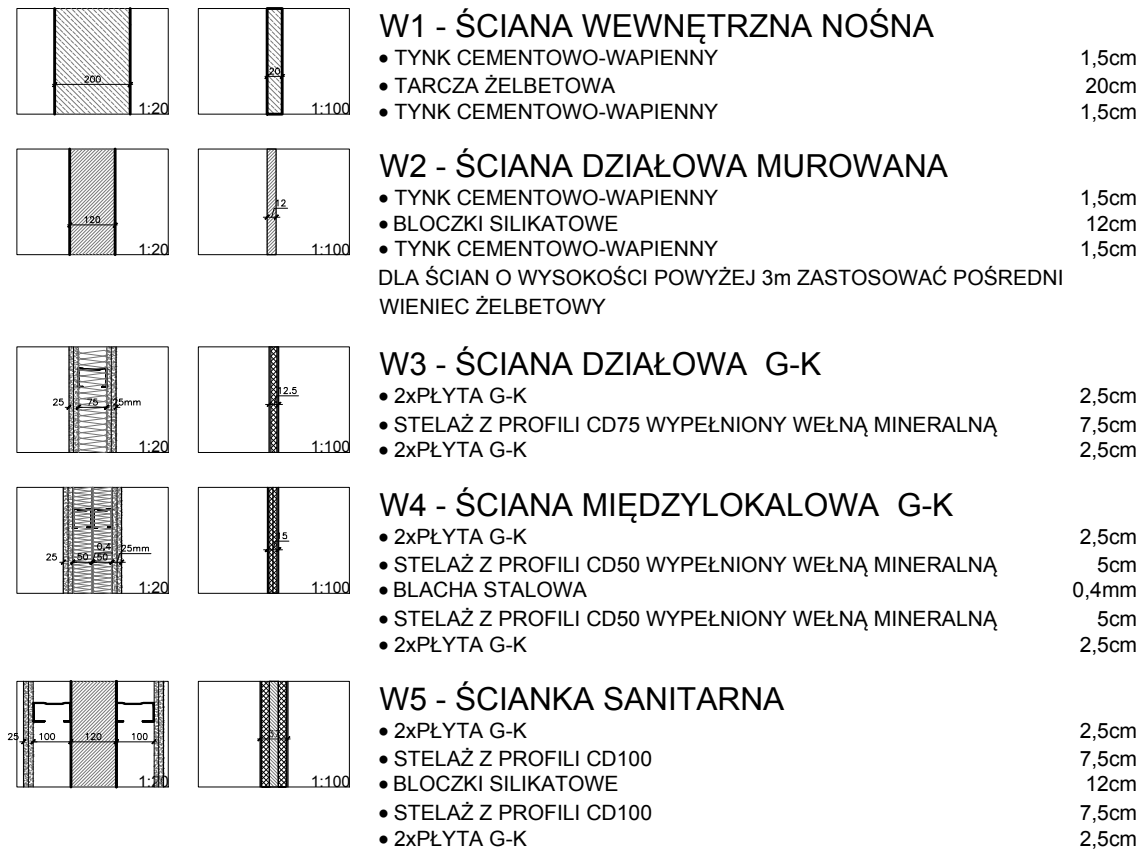 W1 - ŚCIANA WEWNĘTRZNA NOŚNA
• TYNK CEMENTOWO-WAPIENNY 1,5cm
• TARCZA ŻELBETOWA 20cm
• TYNK CEMENTOWO-WAPIENNY 1,5cm
200
1:20
20
1:100
W2 - ŚCIANA DZIAŁOWA MUROWANA
• TYNK CEMENTOWO-WAPIENNY 1,5cm
• BLOCZKI SILIKATOWE 12cm
• TYNK CEMENTOWO-WAPIENNY 1,5cm
DLA ŚCIAN O WYSOKOŚCI POWYŻEJ 3m ZASTOSOWAĆ POŚREDNI
WIENIEC ŻELBETOWY
120
1:20
12
1:100
W3 - ŚCIANA DZIAŁOWA G-K
• 2xPŁYTA G-K 2,5cm
• STELAŻ Z PROFILI CD75 WYPEŁNIONY WEŁNĄ MINERALNĄ 7,5cm
• 2xPŁYTA G-K 2,5cm
25 75 25mm
1:20
12.5
1:100
W4 - ŚCIANA MIĘDZYLOKALOWA G-K
• 2xPŁYTA G-K 2,5cm
• STELAŻ Z PROFILI CD50 WYPEŁNIONY WEŁNĄ MINERALNĄ 5cm
• BLACHA STALOWA 0,4mm
• STELAŻ Z PROFILI CD50 WYPEŁNIONY WEŁNĄ MINERALNĄ 5cm
• 2xPŁYTA G-K 2,5cm
0,4 25mm
25 50 50
1:20
15
1:100
W5 - ŚCIANKA SANITARNA
• 2xPŁYTA G-K 2,5cm
• STELAŻ Z PROFILI CD100 7,5cm
• BLOCZKI SILIKATOWE 12cm
• STELAŻ Z PROFILI CD100 7,5cm
• 2xPŁYTA G-K 2,5cm
25 100 120 100
1:20
1:100